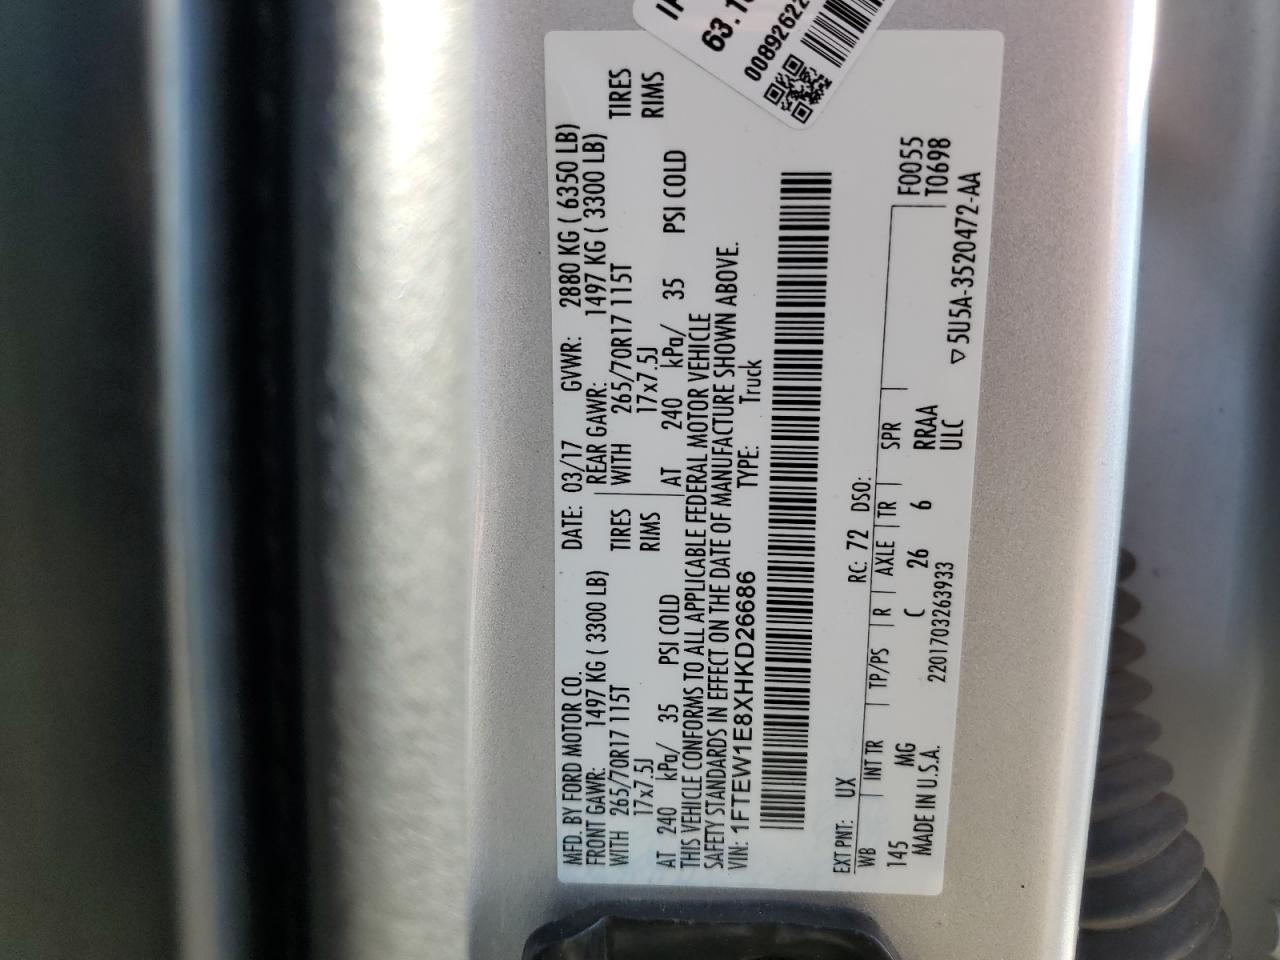 MFD. BY FORD MOTOR CO.
DATE: 03/17 GVWR: 2880 KG ( 6350 LB)
FRONT GAWR: 1497 KG ( 3300 LB) REAR GAWR: 1497 KG ( 3300 LB)
WITH 265/70R17 115T TIRES WITH 265/70R17 115T TIRES
17x7.5J RIMS 17x7.5J RIMS
AT 240 kPa/ 35 PSI COLD AT 240 kPa/ 35 PSI COLD
THIS VEHICLE CONFORMS TO ALL APPLICABLE FEDERAL MOTOR VEHICLE
SAFETY STANDARDS IN EFFECT ON THE DATE OF MANUFACTURE SHOWN ABOVE.
VIN: 1FTEW1E8XHKD26686 TYPE: Truck
EXT PNT: UX RC: 72 DSO:
WB INT TR TP/PS R AXLE TR SPR
145 MG C 26 6 RRAA
F0055
T0698
MADE IN U.S.A. 2201703263933 ULC
5U5A-3520472-AA